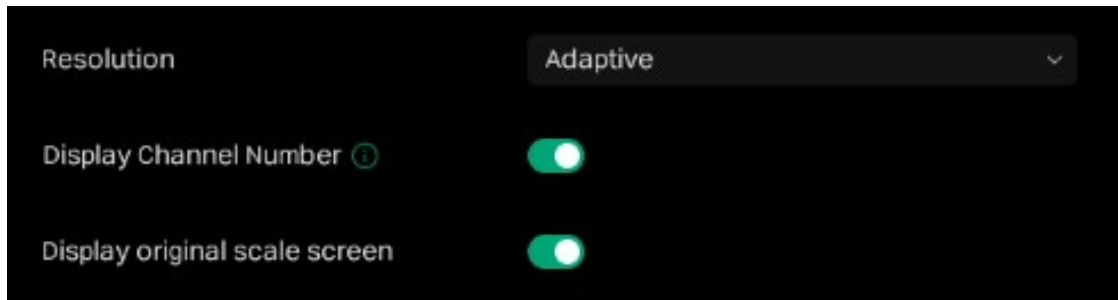 Resolution
Adaptive
Display Channel Number
Display original scale screen